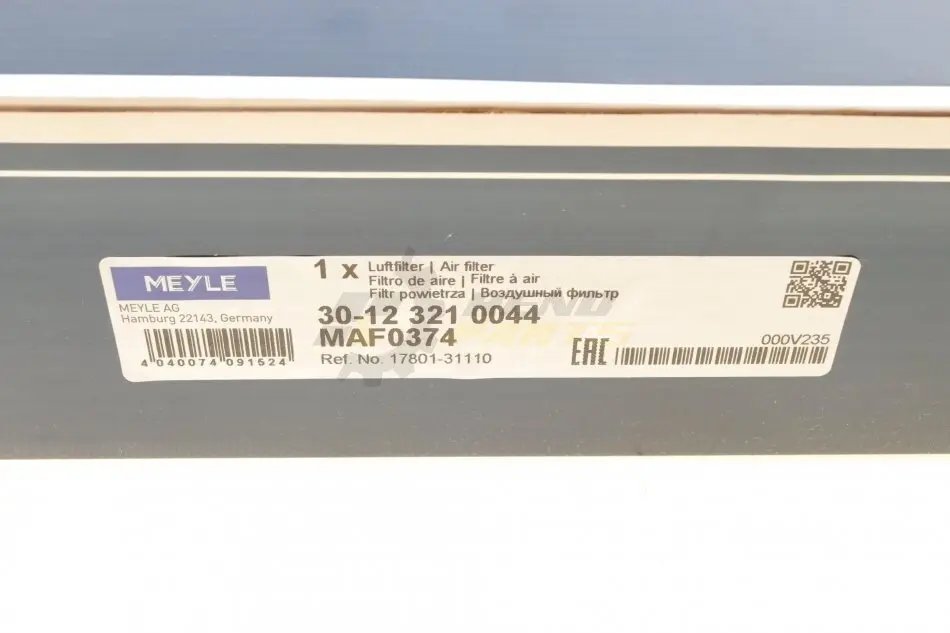 MEYLE
MEYLE AG
Hamburg 22143, Germany
4 040074 091524
1 x Luftfilter | Air filter
Filtro de aire | Filtre à air
Filtr powietrza | Воздушный фильтр
30-12 321 0044
MAF0374
Ref. No. 17801-31110
EAC
000V235